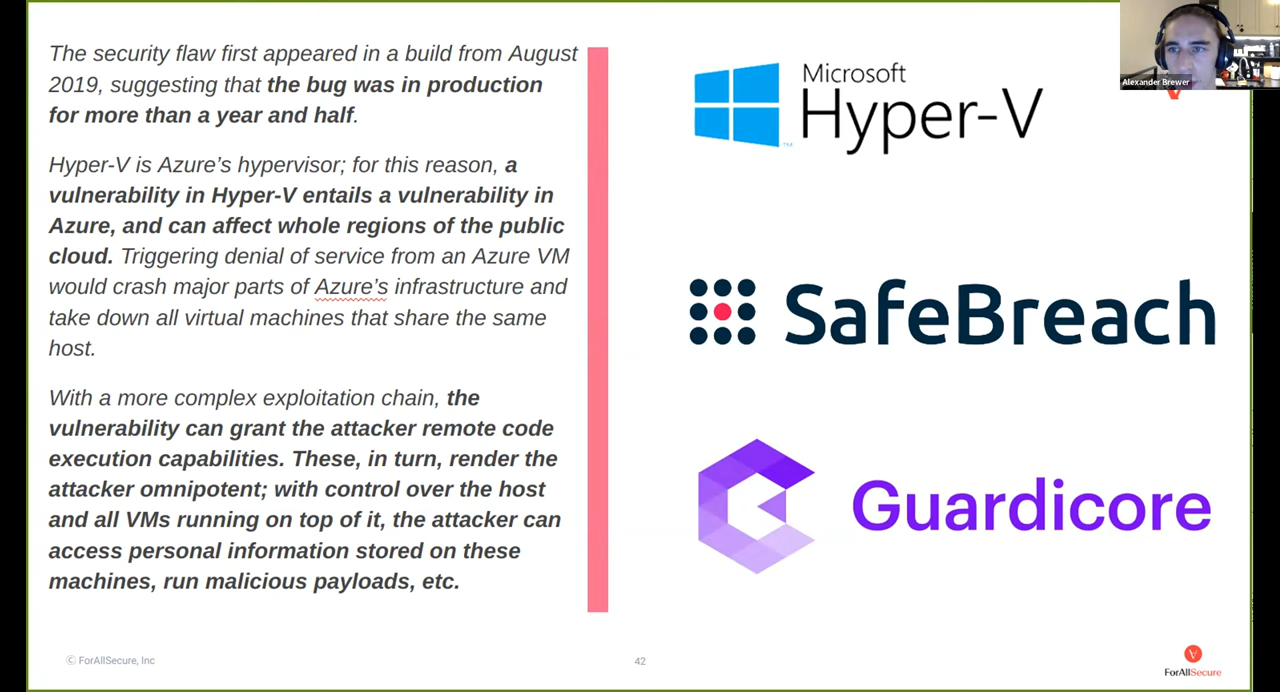 The security flaw first appeared in a build from August
2019, suggesting that the bug was in production
for more than a year and half.
Hyper-V is Azure’s hypervisor; for this reason, a
vulnerability in Hyper-V entails a vulnerability in
Azure, and can affect whole regions of the public
cloud. Triggering denial of service from an Azure VM
would crash major parts of Azure’s infrastructure and
take down all virtual machines that share the same
host.
With a more complex exploitation chain, the
vulnerability can grant the attacker remote code
execution capabilities. These, in turn, render the
attacker omnipotent; with control over the host
and all VMs running on top of it, the attacker can
access personal information stored on these
machines, run malicious payloads, etc.
Microsoft
Hyper-V
TM
SafeBreach
Guardicore
Alexander Brewer
© ForAllSecure, Inc
42
ForAllSecure